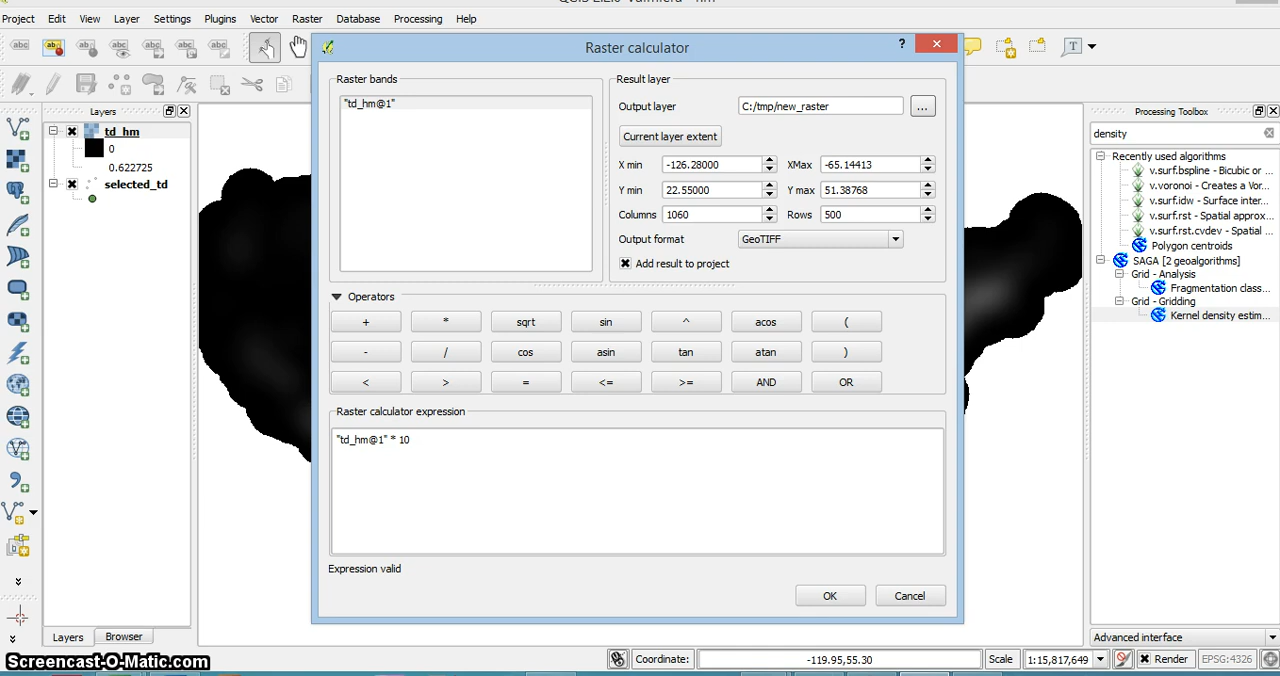 Project Edit View Layer Settings Plugins Vector Raster Database Processing Help
abc abc abc abc abc abc T
Raster calculator
?
Raster bands
"td_hm@1"
Result layer
Output layer C:/tmp/new_raster ...
Current layer extent
X min -126.28000 XMax -65.14413
Y min 22.55000 Y max 51.38768
Columns 1060 Rows 500
Output format GeoTIFF
Add result to project
Operators
+ * sqrt sin ^ acos (
- / cos asin tan atan )
< > = <= >= AND OR
Raster calculator expression
"td_hm@1" * 10
Expression valid
OK Cancel
Layers
td_hm
0
0.622725
selected_td
Layers Browser
Processing Toolbox
density
Recently used algorithms
v.surf.bspline - Bicubic or ...
v.voronoi - Creates a Vor...
v.surf.idw - Surface inter...
v.surf.rst - Spatial approx...
v.surf.rst.cvdev - Spatial ...
Polygon centroids
SAGA [2 geoalgorithms]
Grid - Analysis
Fragmentation class...
Grid - Gridding
Kernel density estim...
Advanced interface
Screencast-O-Matic.com
Coordinate: -119.95,55.30 Scale 1:15,817,649 Render EPSG:4326